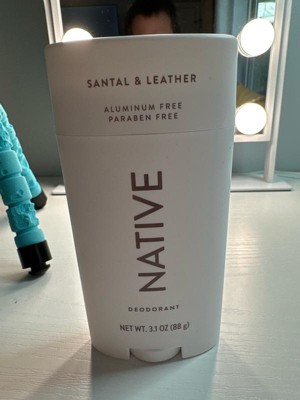 SANTAL & LEATHER
ALUMINUM FREE
PARABEN FREE
NATIVE
DEODORANT
NET WT. 3.1 OZ (88 g)